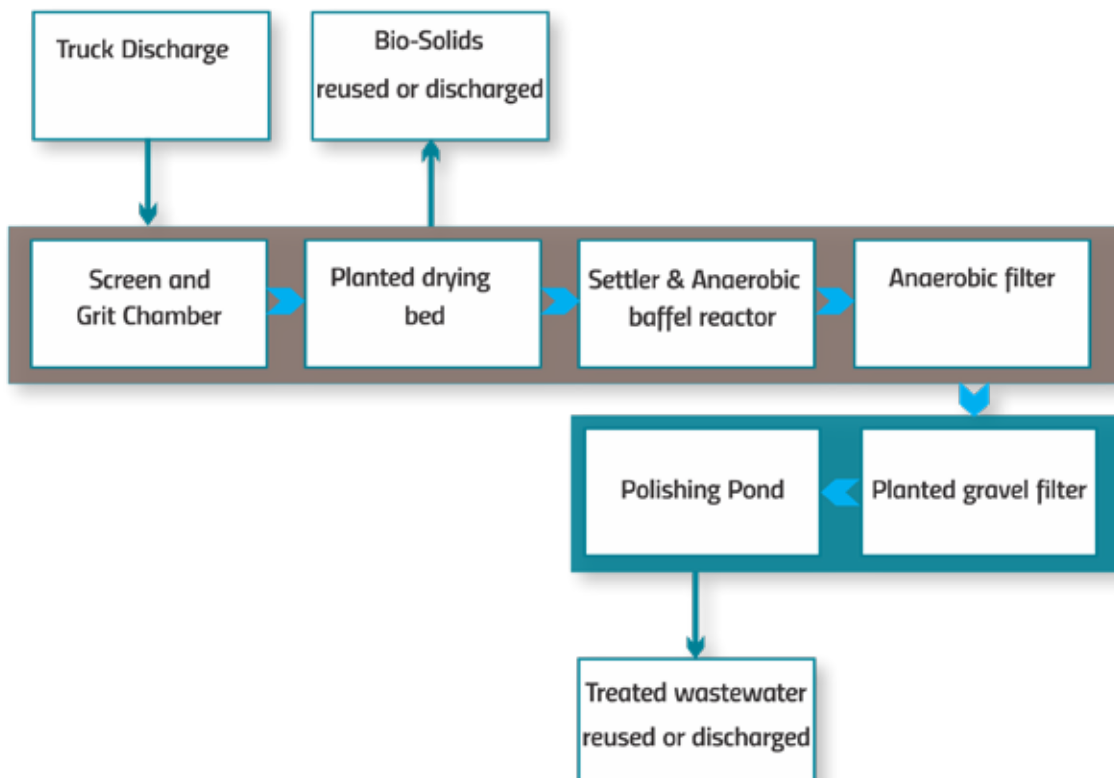 Truck Discharge
Bio-Solids
reused or discharged
Screen and
Grit Chamber
Planted drying
bed
Settler & Anaerobic
baffel reactor
Anaerobic filter
Polishing Pond
Planted gravel filter
Treated wastewater
reused or discharged